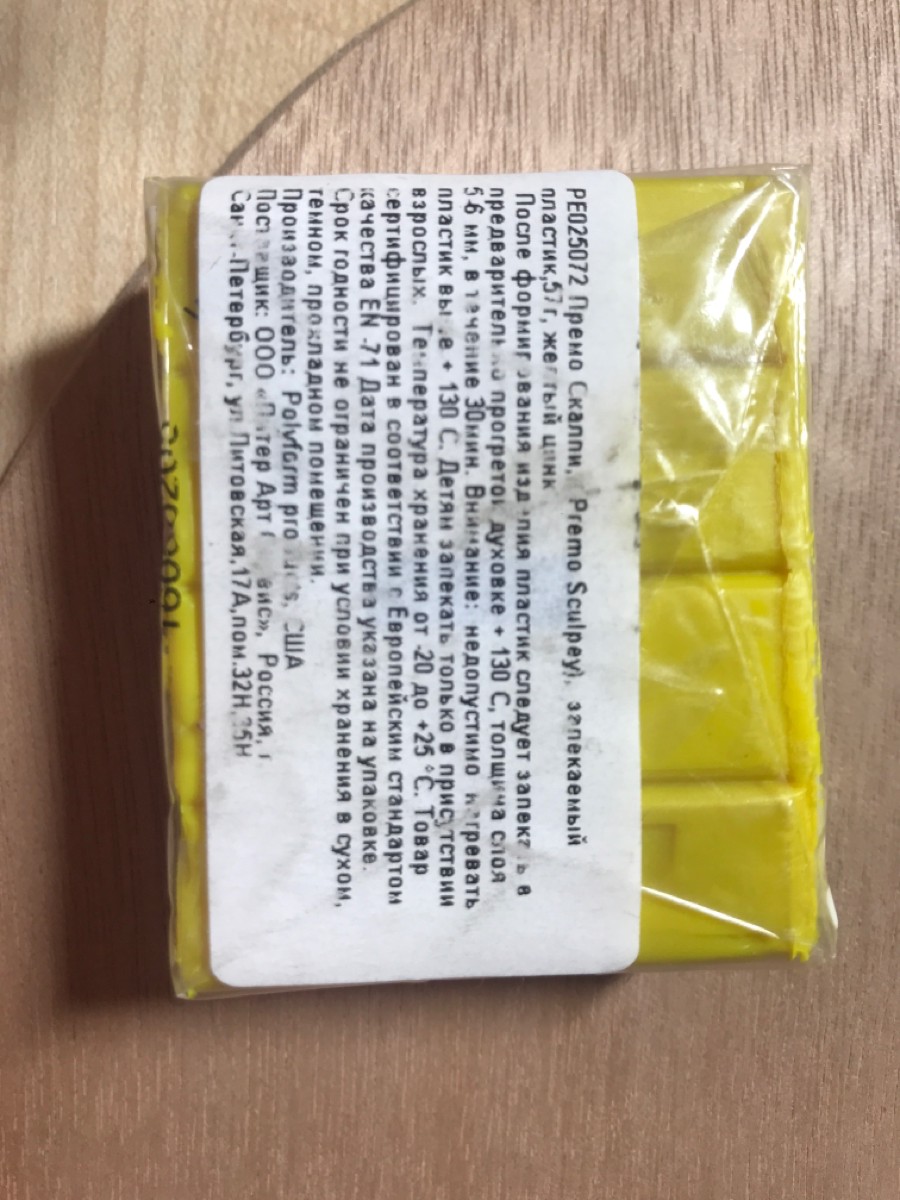 PE025072 Премо Скалпи, Premo Sculpey), запекаемый
пластик,57г, желтый цинк
После формирования изделия пластик следует запекать в
предварительно прогретой духовке + 130 С, толщина слоя
5-6 мм, в течение 30мин. Внимание: недопустимо нагревать
пластик выше + 130 С. Детям запекать только в присутствии
взрослых. Температура хранения от -20 до +25 °С. Товар
сертифицирован в соответствии с Европейским стандартом
качества EN -71 Дата производства указана на упаковке.
Срок годности не ограничен при условии хранения в сухом,
темном, прохладном помещении.
Производитель: Polyform США
Поставщик: ООО «Питер Арт Россия, г
Санкт-Петербург, ул Литовская,17А,пом.32Н,35Н